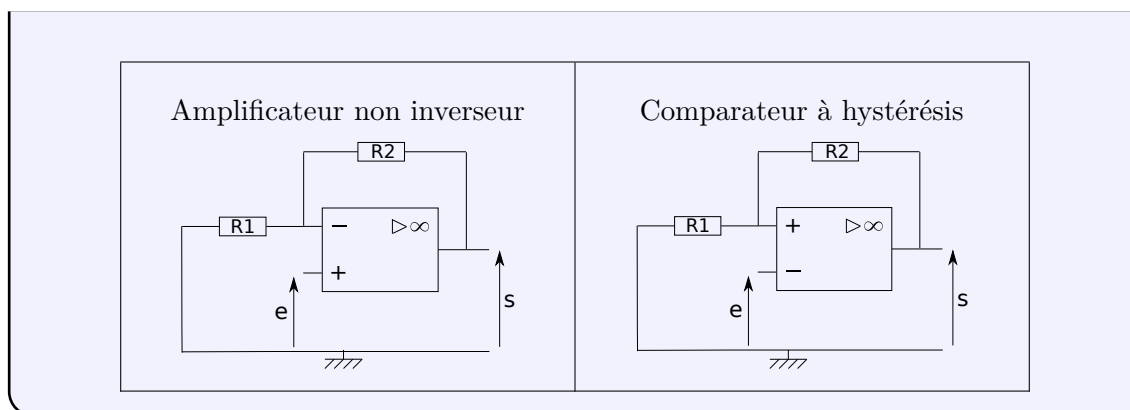 Amplificateur non inverseur
R2
R1
−
▷∞
+
e
s
Comparateur à hystérésis
R2
R1
+
▷∞
−
e
s